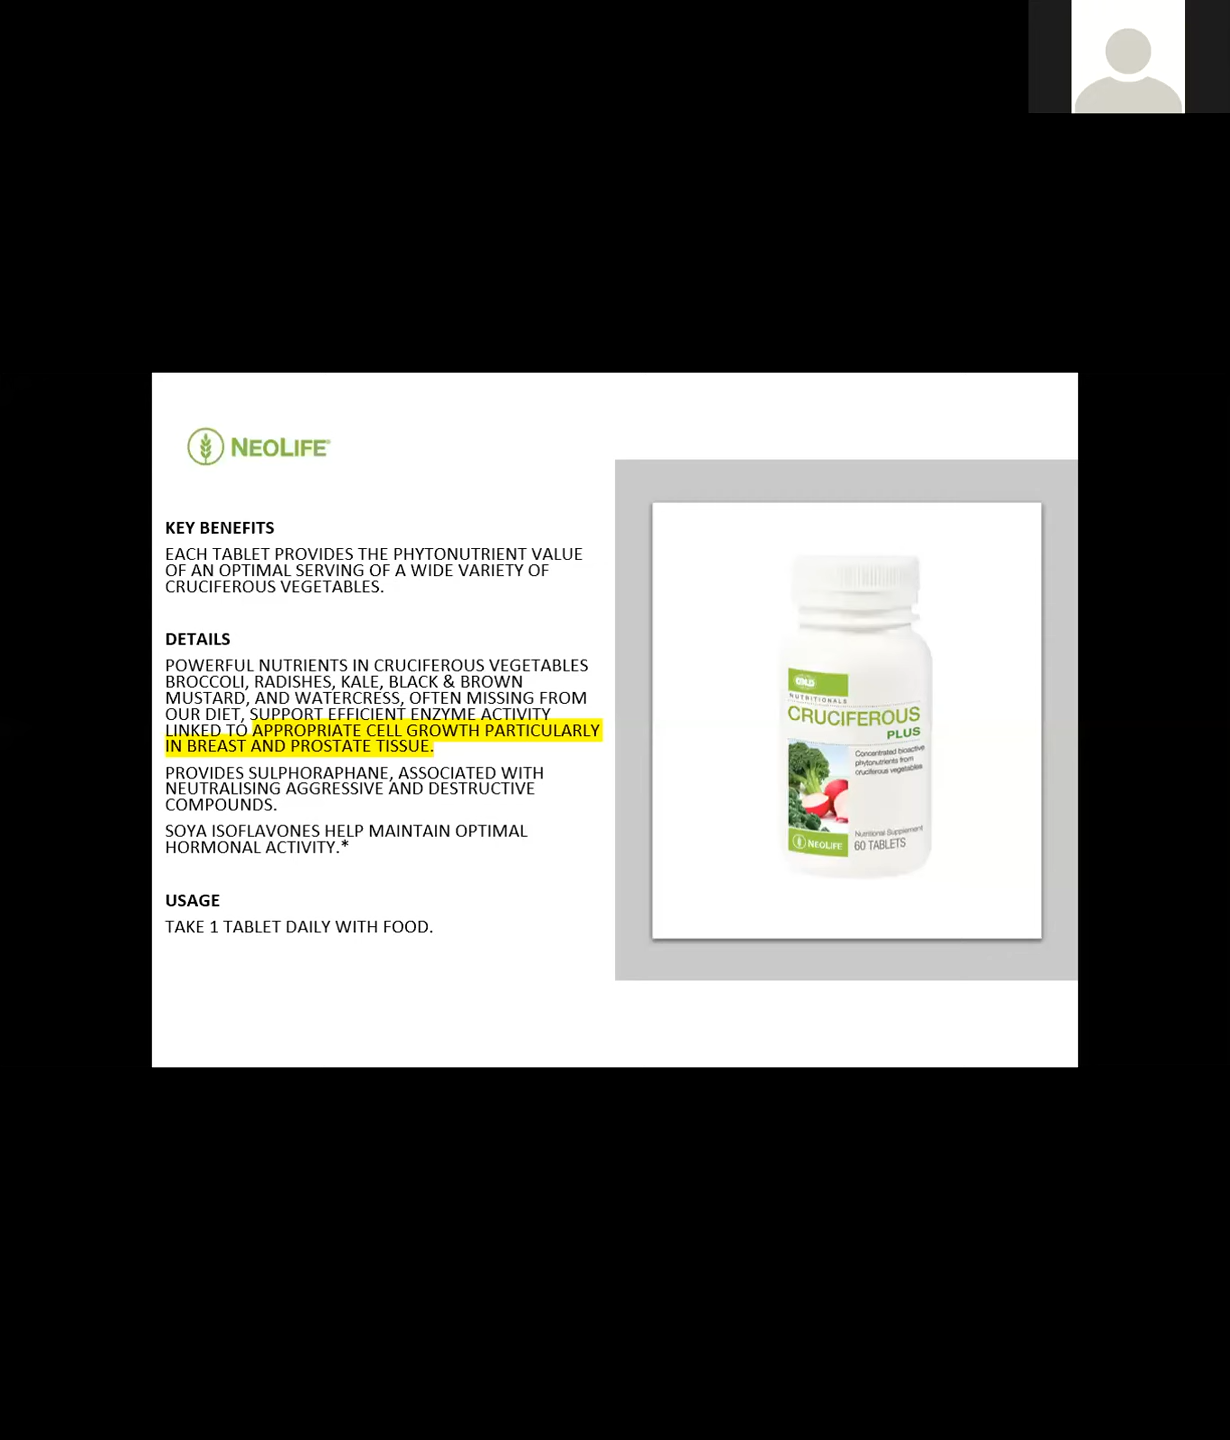 NEOLIFE
KEY BENEFITS
EACH TABLET PROVIDES THE PHYTONUTRIENT VALUE
OF AN OPTIMAL SERVING OF A WIDE VARIETY OF
CRUCIFEROUS VEGETABLES.
DETAILS
POWERFUL NUTRIENTS IN CRUCIFEROUS VEGETABLES
BROCCOLI, RADISHES, KALE, BLACK & BROWN
MUSTARD, AND WATERCRESS, OFTEN MISSING FROM
OUR DIET, SUPPORT EFFICIENT ENZYME ACTIVITY
LINKED TO APPROPRIATE CELL GROWTH PARTICULARLY
IN BREAST AND PROSTATE TISSUE.
PROVIDES SULPHORAPHANE, ASSOCIATED WITH
NEUTRALISING AGGRESSIVE AND DESTRUCTIVE
COMPOUNDS.
SOYA ISOFLAVONES HELP MAINTAIN OPTIMAL
HORMONAL ACTIVITY.*
USAGE
TAKE 1 TABLET DAILY WITH FOOD.
GNLD
NUTRITIONALS
CRUCIFEROUS
PLUS
Concentrated bioactive
phytonutrients from
cruciferous vegetables
Nutritional Supplement
60 TABLETS
NEOLIFE